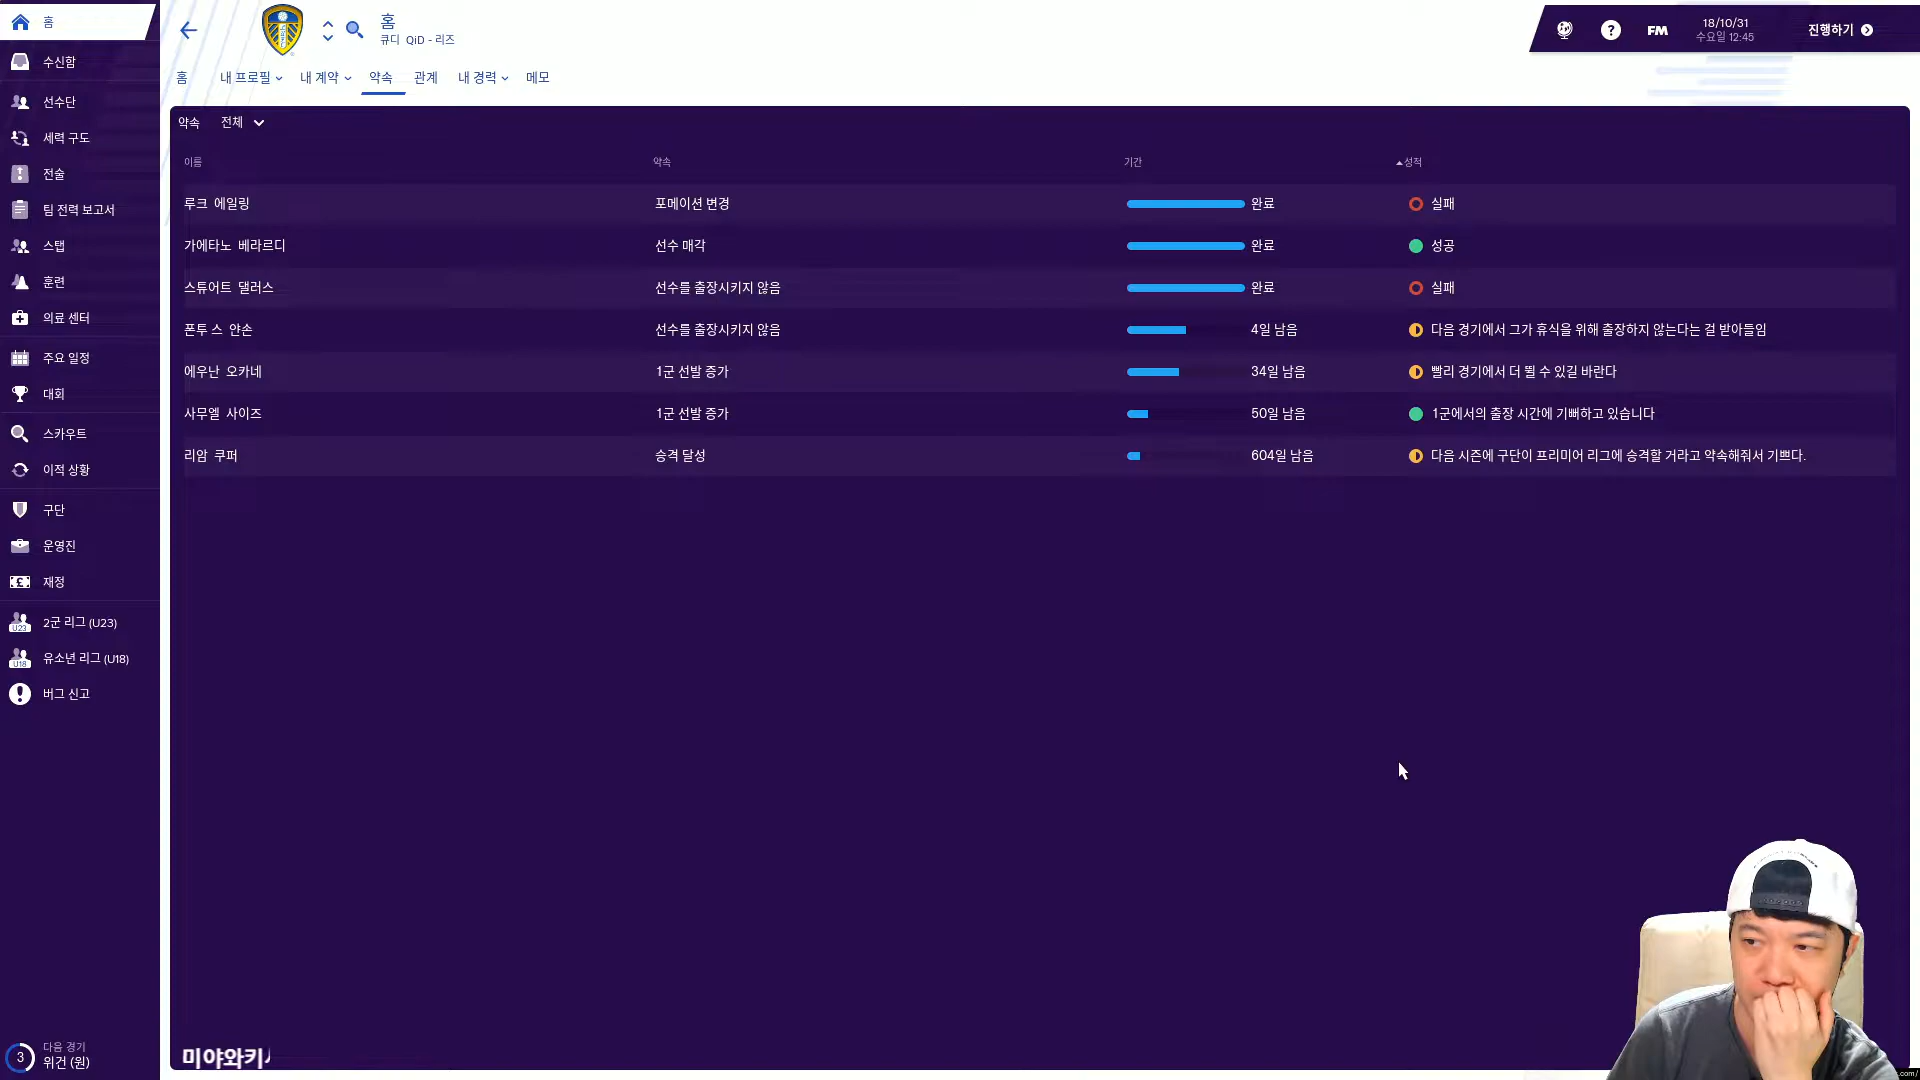 홈
수신함
선수단
세력 구도
전술
팀 전력 보고서
스탭
훈련
의료 센터
주요 일정
대회
스카우트
이적 상황
구단
운영진
재정
2군 리그 (U23)
유소년 리그 (U18)
버그 신고
3 다음 경기
위건 (원)
홈
큐디 QiD - 리즈
FM
18/10/31
수요일 12:45
진행하기
홈 내 프로필 내 계약 약속 관계 내 경력 메모
약속 전체
이름 약속 기간 성적
루크 에일링 포메이션 변경 완료 실패
가에타노 베라르디 선수 매각 완료 성공
스튜어트 댈러스 선수를 출장시키지 않음 완료 실패
폰투스 얀손 선수를 출장시키지 않음 4일 남음 다음 경기에서 그가 휴식을 위해 출장하지 않는다는 걸 받아들임
에우난 오카네 1군 선발 증가 34일 남음 빨리 경기에서 더 뛸 수 있길 바란다
사무엘 사이즈 1군 선발 증가 50일 남음 1군에서의 출장 시간에 기뻐하고 있습니다
리암 쿠퍼 승격 달성 604일 남음 다음 시즌에 구단이 프리미어 리그에 승격할 거라고 약속해줘서 기쁘다.
미야와키